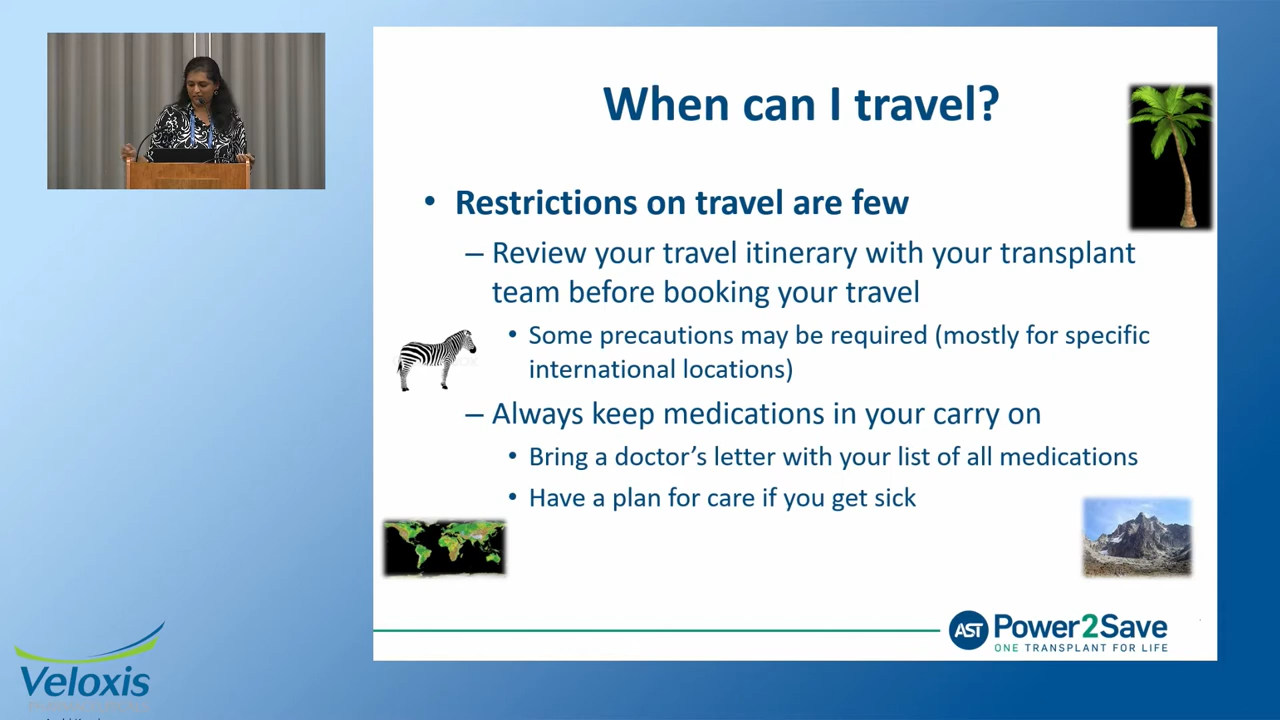 When can I travel?
• Restrictions on travel are few
– Review your travel itinerary with your transplant
team before booking your travel
• Some precautions may be required (mostly for specific
international locations)
– Always keep medications in your carry on
• Bring a doctor’s letter with your list of all medications
• Have a plan for care if you get sick
AST Power2Save
ONE TRANSPLANT FOR LIFE
Veloxis